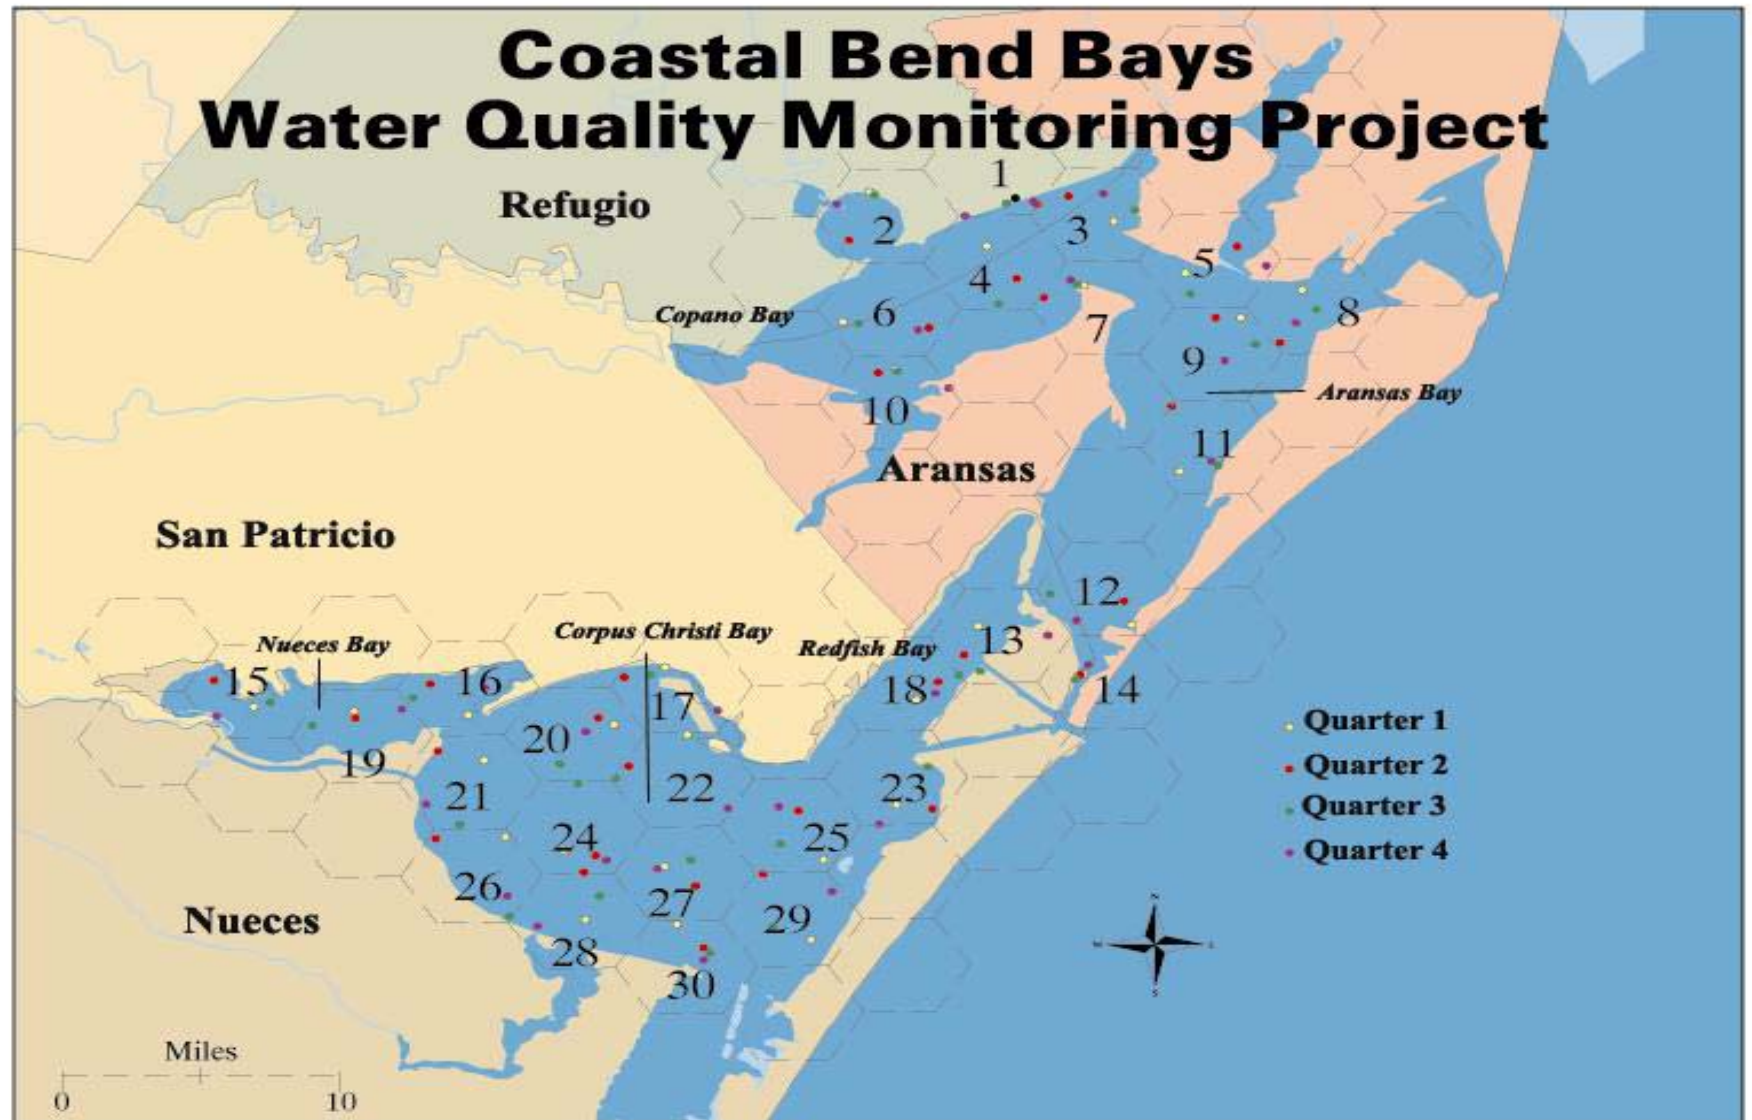 Coastal Bend Bays
Water Quality Monitoring Project
1
Refugio
2
3
5
4
Copano Bay
6
8
7
9
Aransas Bay
10
11
Aransas
San Patricio
12
Corpus Christi Bay
Nueces Bay
Redfish Bay
13
15
16
18
14
17
Quarter 1
20
19
Quarter 2
22
23
21
Quarter 3
24
25
Quarter 4
26
27
Nueces
29
28
30
N
W
E
S
Miles
0
10